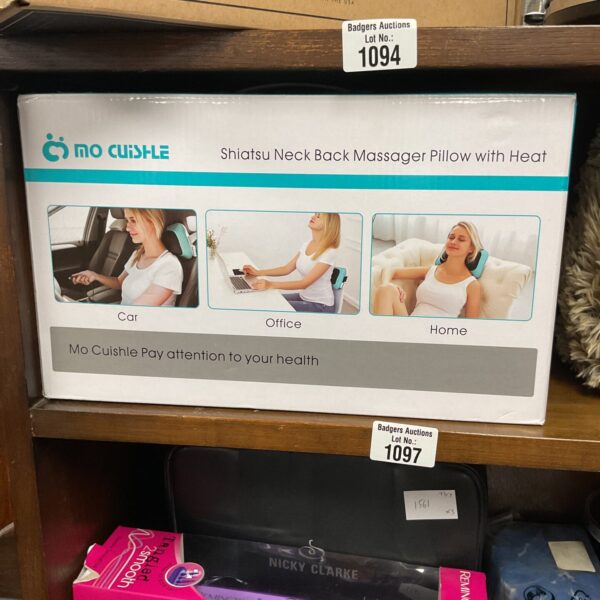 Badgers Auctions
Lot No.:
1094
MO CUISHLE
Shiatsu Neck Back Massager Pillow with Heat
Car
Office
Home
Mo Cuishle Pay attention to your health
Badgers Auctions
Lot No.:
1097
1561
NICKY CLARKE
smooth